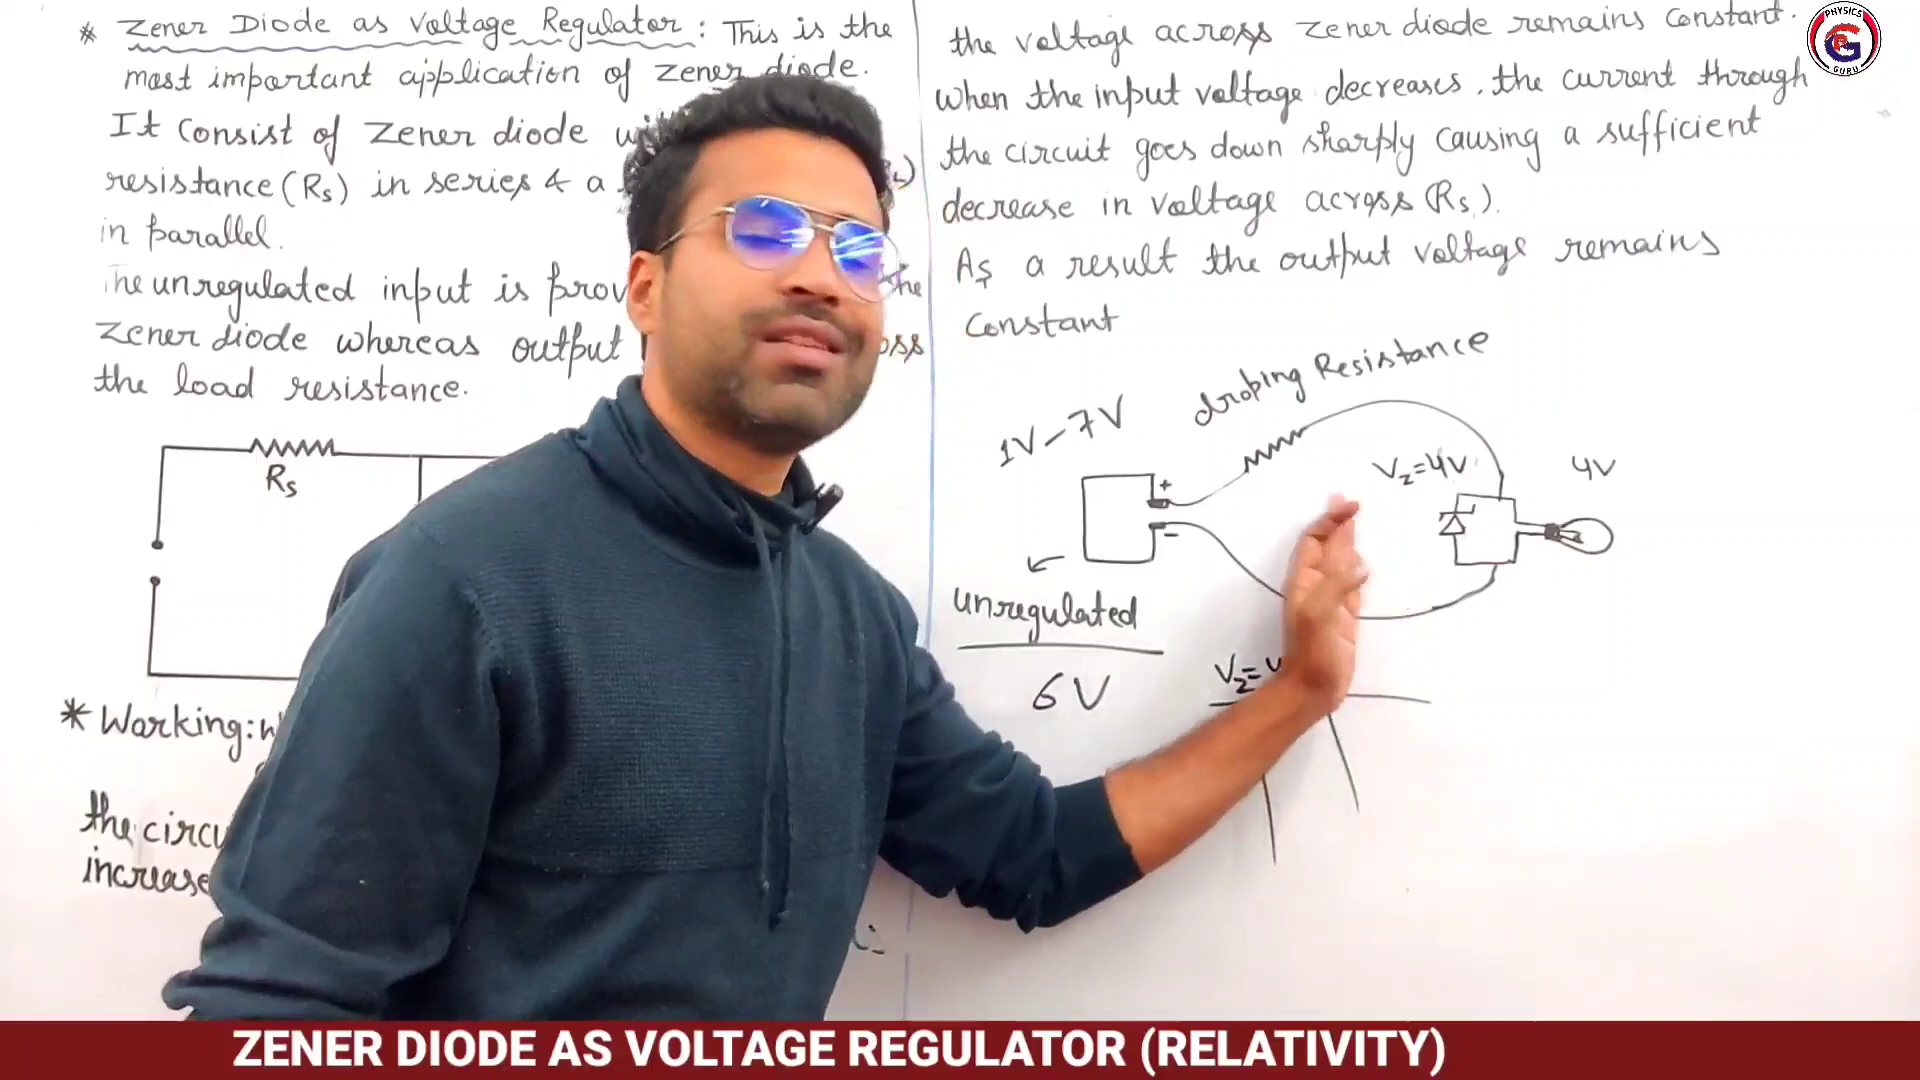 * Zener Diode as Voltage Regulator: This is the
most important application of Zener diode.
It Consist of Zener diode
resistance (Rs) in series & a
in parallel.
The unregulated input is
Zener diode whereas output
the load resistance.
Rs
* Working:
the
increase
the voltage across Zener diode remains Constant.
When the input voltage decreases, the current through
the circuit goes down sharply causing a sufficient
decrease in voltage across (Rs).
As a result the output voltage remains
Constant
droping Resistance
1V-7V
+
-
Vz=4V
4V
unregulated
6V
Vz=
PHYSICS
GURU
ZENER DIODE AS VOLTAGE REGULATOR (RELATIVITY)